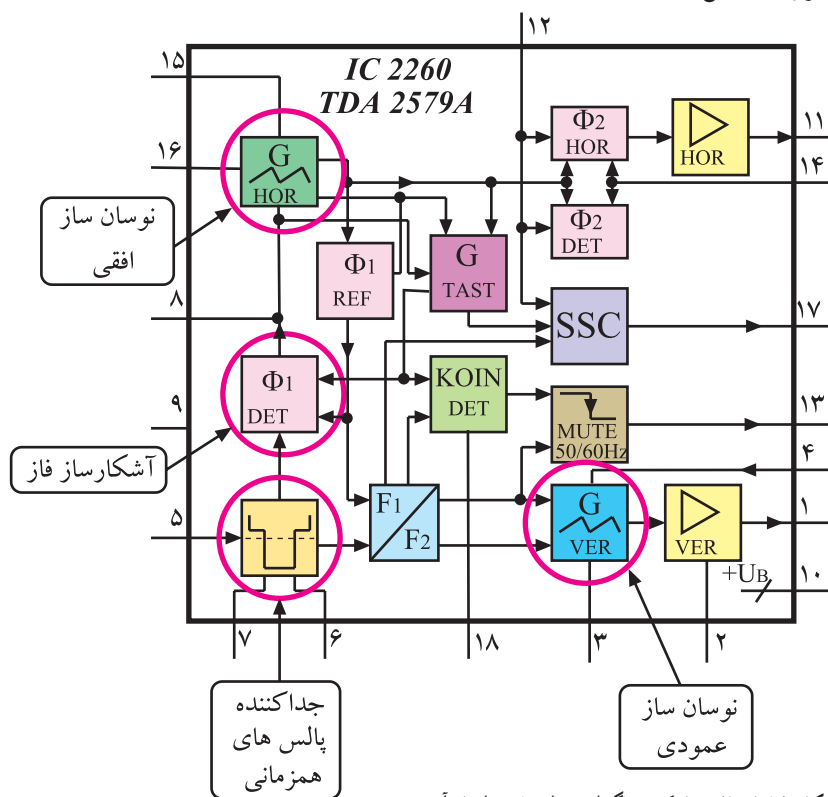 ۱۲
۱۵
IC 2260
TDA 2579A
Φ2
HOR
HOR
۱۱
G
HOR
۱۶
۱۴
نوسان ساز
افقی
Φ2
DET
G
TAST
Φ1
REF
۸
SSC
۱۷
Φ1
DET
KOIN
DET
۹
MUTE
50/60Hz
۱۳
آشکارساز فاز
۴
۵
F1
F2
G
VER
VER
۱
+UB
۱۰
۷
۶
۱۸
۳
۲
جداکننده
پالس های
همزمانی
نوسان ساز
عمودی